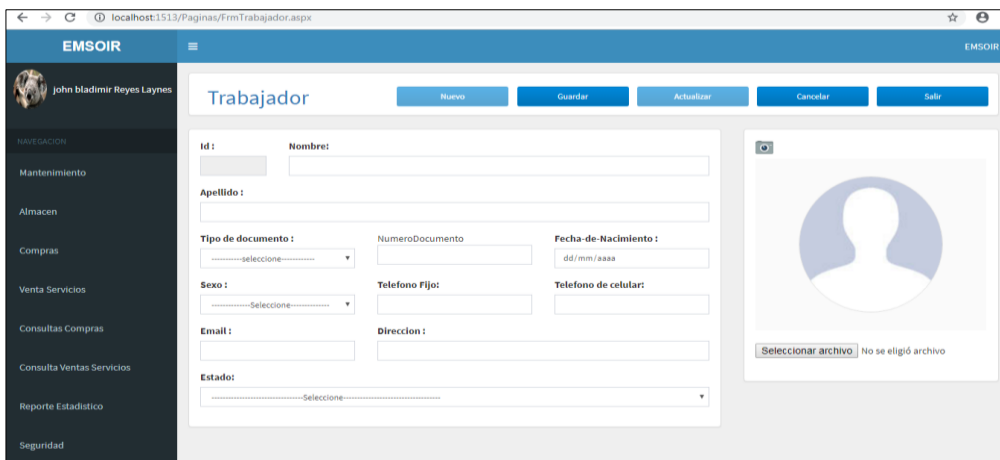 localhost:1513/Paginas/FrmTrabajador.aspx
EMSOIR
EMSOIR
john bladimir Reyes Laynes
Trabajador
Nuevo
Guardar
Actualizar
Cancelar
Salir
NAVEGACION
Mantenimiento
Almacen
Compras
Venta Servicios
Consultas Compras
Consulta Ventas Servicios
Reporte Estadistico
Seguridad
Id :
Nombre:
Apellido :
Tipo de documento :
NumeroDocumento
Fecha-de-Nacimiento :
-----------seleccione------------
dd/mm/aaaa
Sexo :
Telefono Fijo:
Telefono de celular:
-------------Seleccione-------------
Email :
Direccion :
Estado:
-------------------------------Seleccione---------------------------------
Seleccionar archivo No se eligió archivo